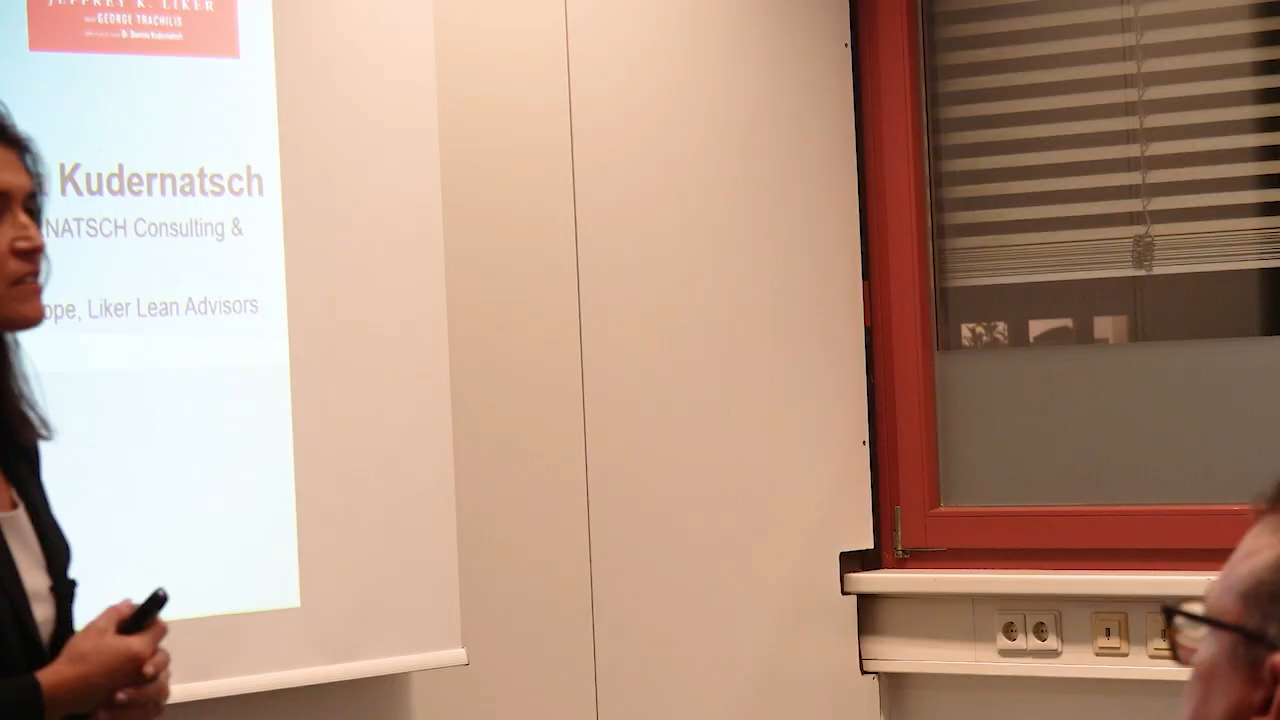 JEFFREY K. LIKER
GEORGE TRACHILIS
Kudernatsch
NATSCH Consulting &
ope, Liker Lean Advisors